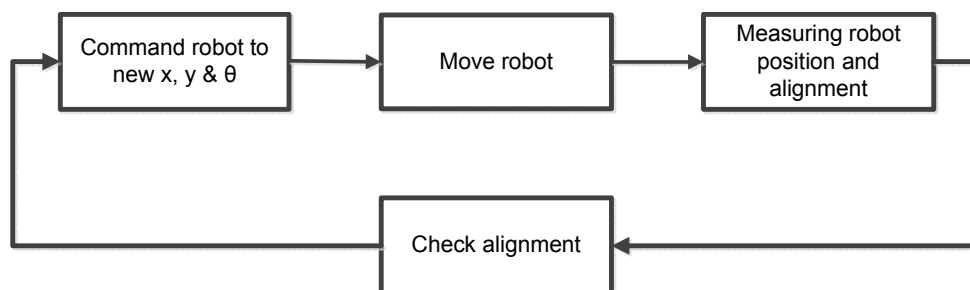 Command robot to
new x, y & θ
Move robot
Measuring robot
position and
alignment
Check alignment